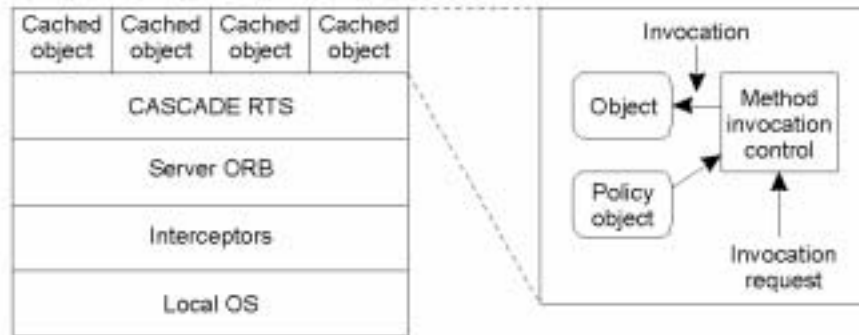 Cached object
Cached object
Cached object
Cached object
CASCADE RTS
Server ORB
Interceptors
Local OS
Invocation
Object
Method
invocation
control
Policy
object
Invocation
request